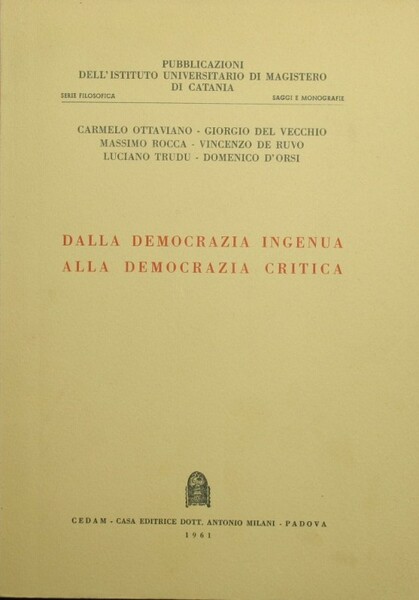 PUBBLICAZIONI
DELL'ISTITUTO UNIVERSITARIO DI MAGISTERO
DI CATANIA
SERIE FILOSOFICA SAGGI E MONOGRAFIE
CARMELO OTTAVIANO - GIORGIO DEL VECCHIO
MASSIMO ROCCA - VINCENZO DE RUVO
LUCIANO TRUDU - DOMENICO D'ORSI
DALLA DEMOCRAZIA INGENUA
ALLA DEMOCRAZIA CRITICA
CEDAM - CASA EDITRICE DOTT. ANTONIO MILANI - PADOVA
1961